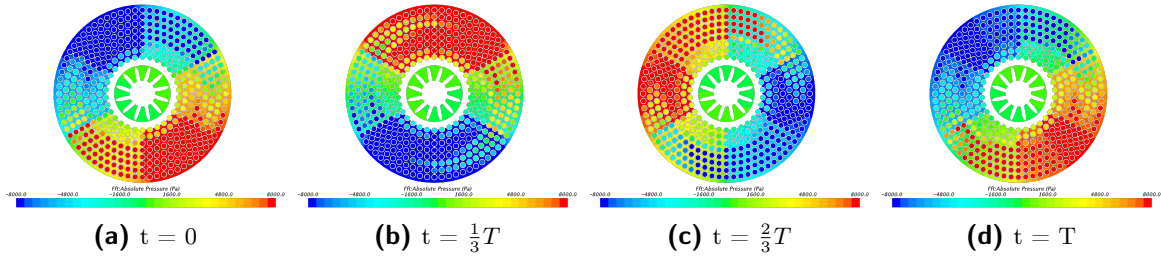 Fft:Absolute Pressure (Pa)
-8000.0 -4800.0 -1600.0 1600.0 4800.0 8000.0
Fft:Absolute Pressure (Pa)
-8000.0 -4800.0 -1600.0 1600.0 4800.0 8000.0
Fft:Absolute Pressure (Pa)
-8000.0 -4800.0 -1600.0 1600.0 4800.0 8000.0
Fft:Absolute Pressure (Pa)
-8000.0 -4800.0 -1600.0 1600.0 4800.0 8000.0
(a) t = 0
(b) t = 1/3 T
(c) t = 2/3 T
(d) t = T